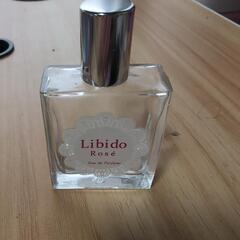 Libido
Rosé
Eau de Parfum